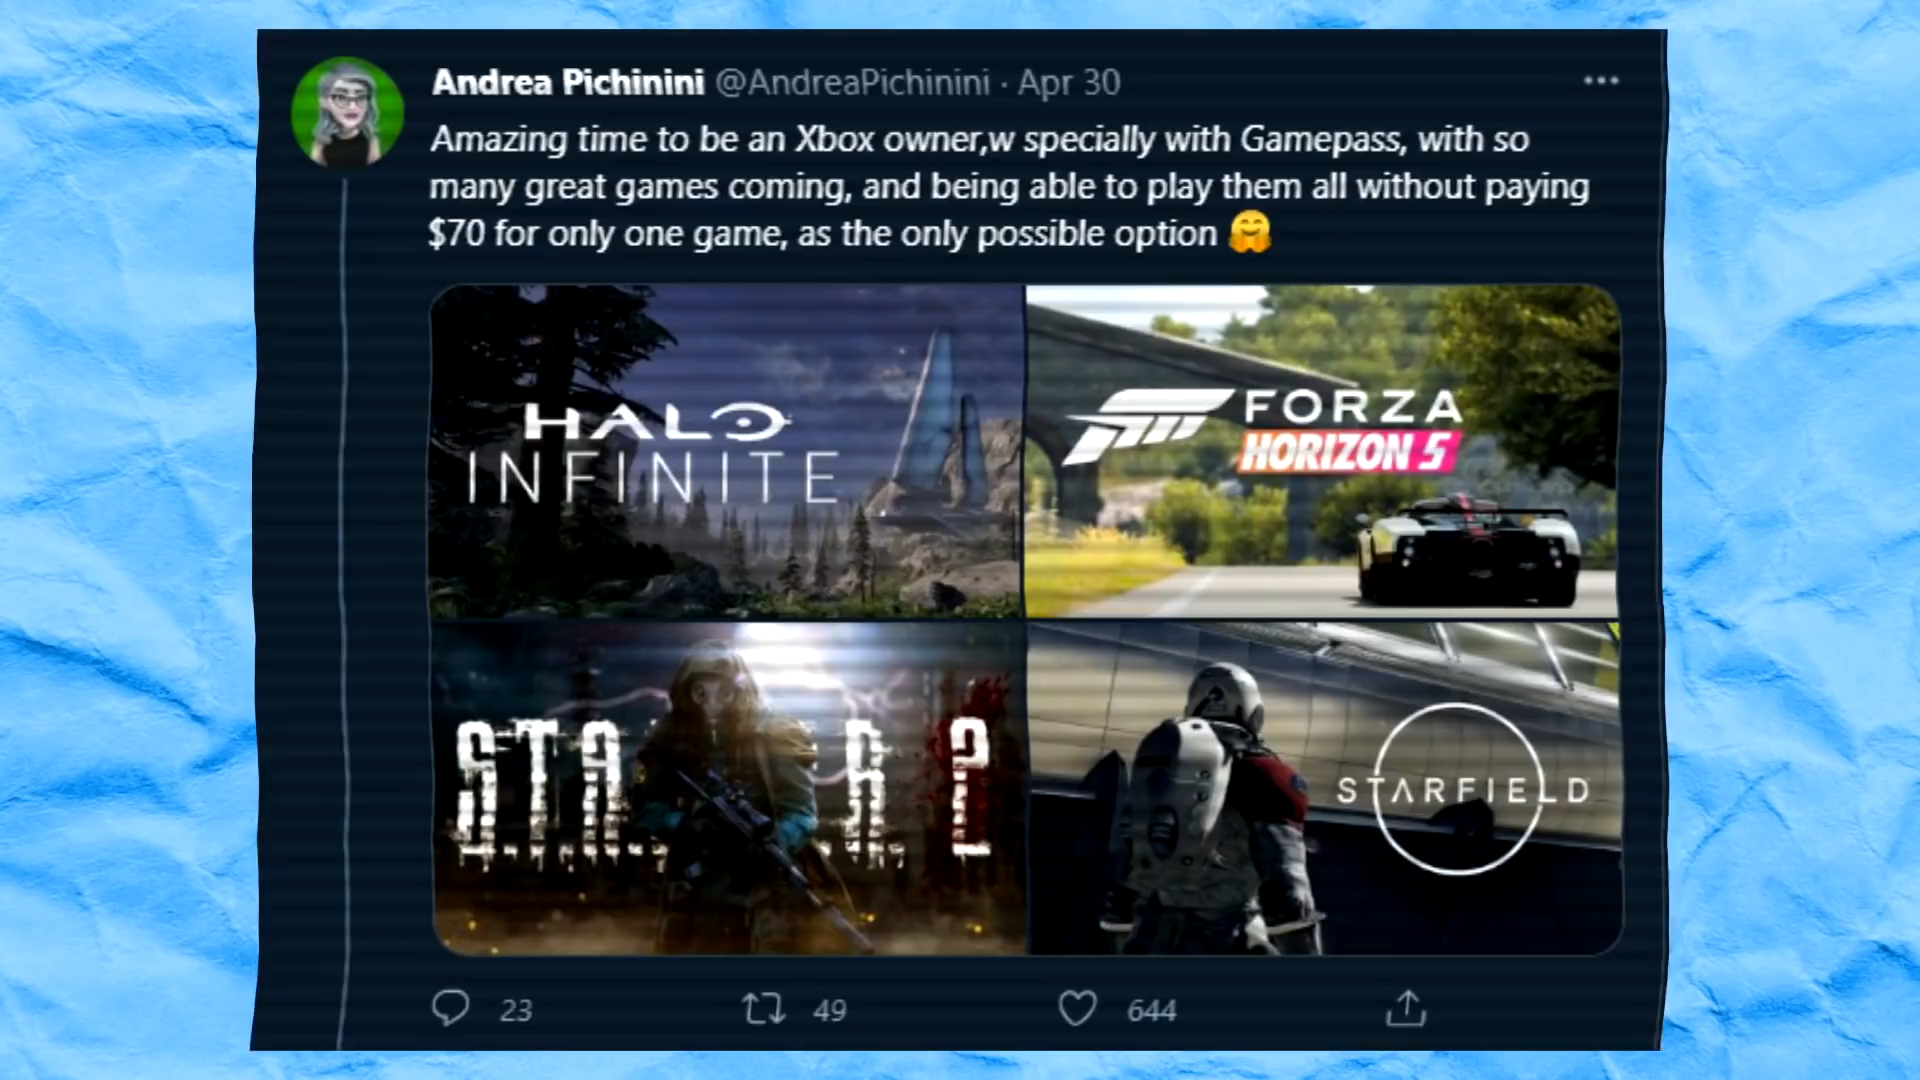 Andrea Pichinini @AndreaPichinini · Apr 30
Amazing time to be an Xbox owner,w specially with Gamepass, with so
many great games coming, and being able to play them all without paying
$70 for only one game, as the only possible option 🤗
HALO
INFINITE
FORZA
HORIZON 5
S.T.A. .R. 2
STARFIELD
23
49
644